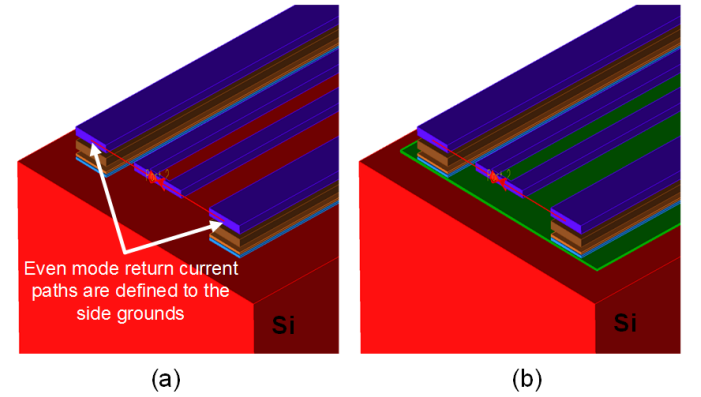 Even mode return current
paths are defined to the
side grounds
Si
Si
(a)
(b)